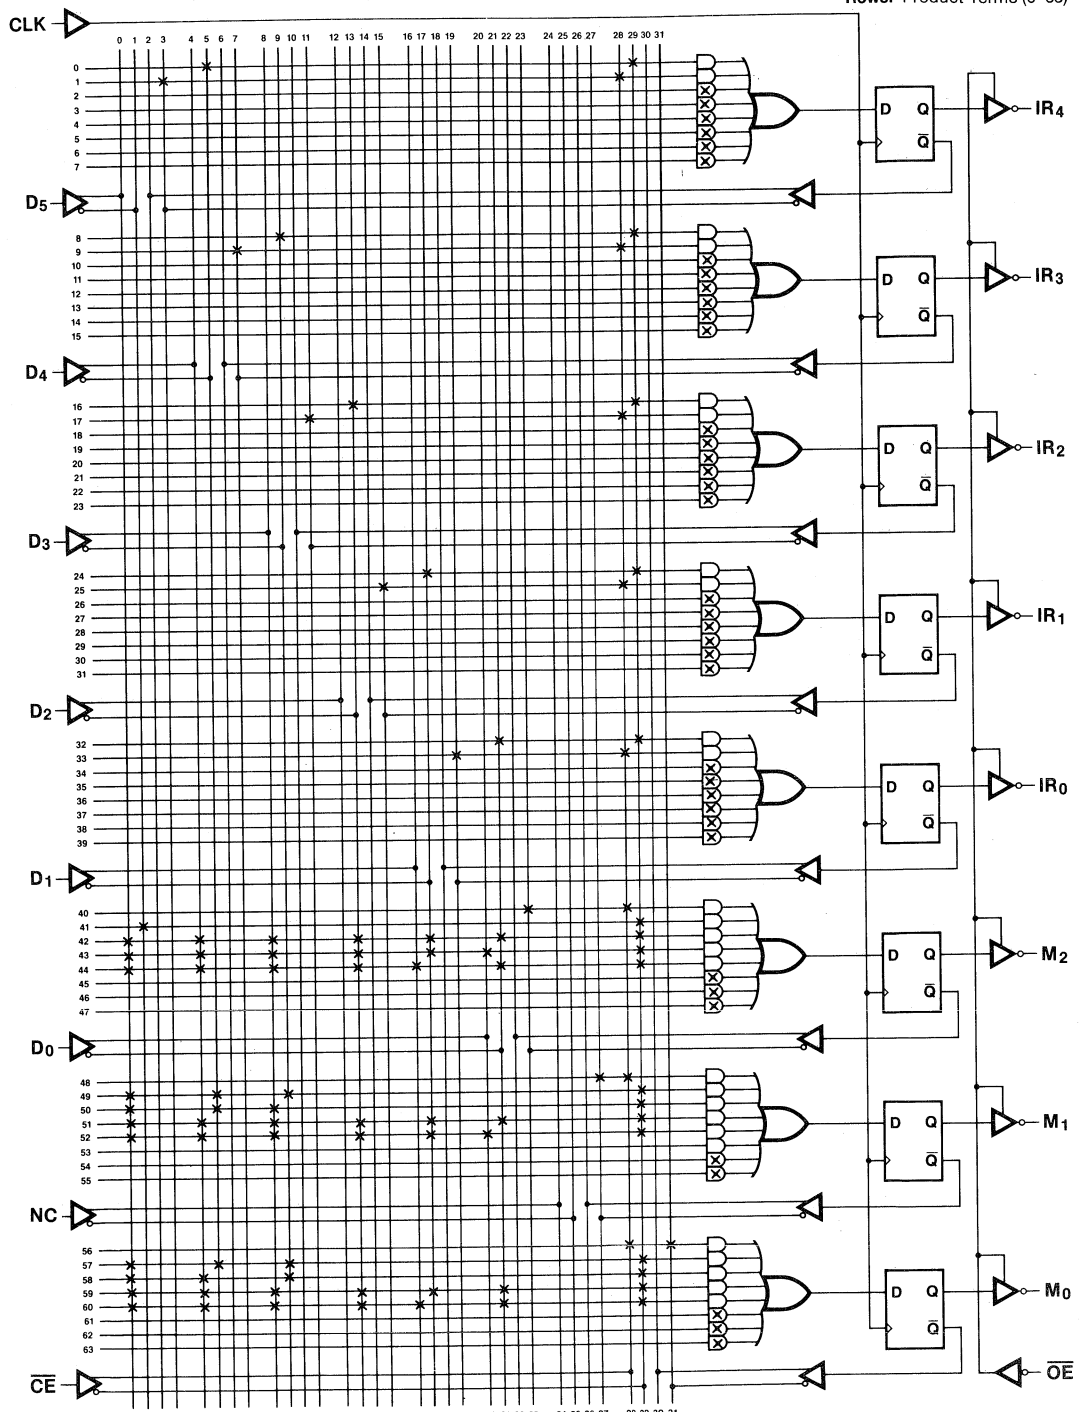 Rows: Product Terms (0-63)
CLK
0 1 2 3 4 5 6 7 8 9 10 11 12 13 14 15 16 17 18 19 20 21 22 23 24 25 26 27 28 29 30 31
0
1
2
3
4
5
6
7
D Q
Q̅
IR4
D5
8
9
10
11
12
13
14
15
D Q
Q̅
IR3
D4
16
17
18
19
20
21
22
23
D Q
Q̅
IR2
D3
24
25
26
27
28
29
30
31
D Q
Q̅
IR1
D2
32
33
34
35
36
37
38
39
D Q
Q̅
IR0
D1
40
41
42
43
44
45
46
47
D Q
Q̅
M2
D0
48
49
50
51
52
53
54
55
D Q
Q̅
M1
NC
56
57
58
59
60
61
62
63
D Q
Q̅
M0
C̅E̅
O̅E̅